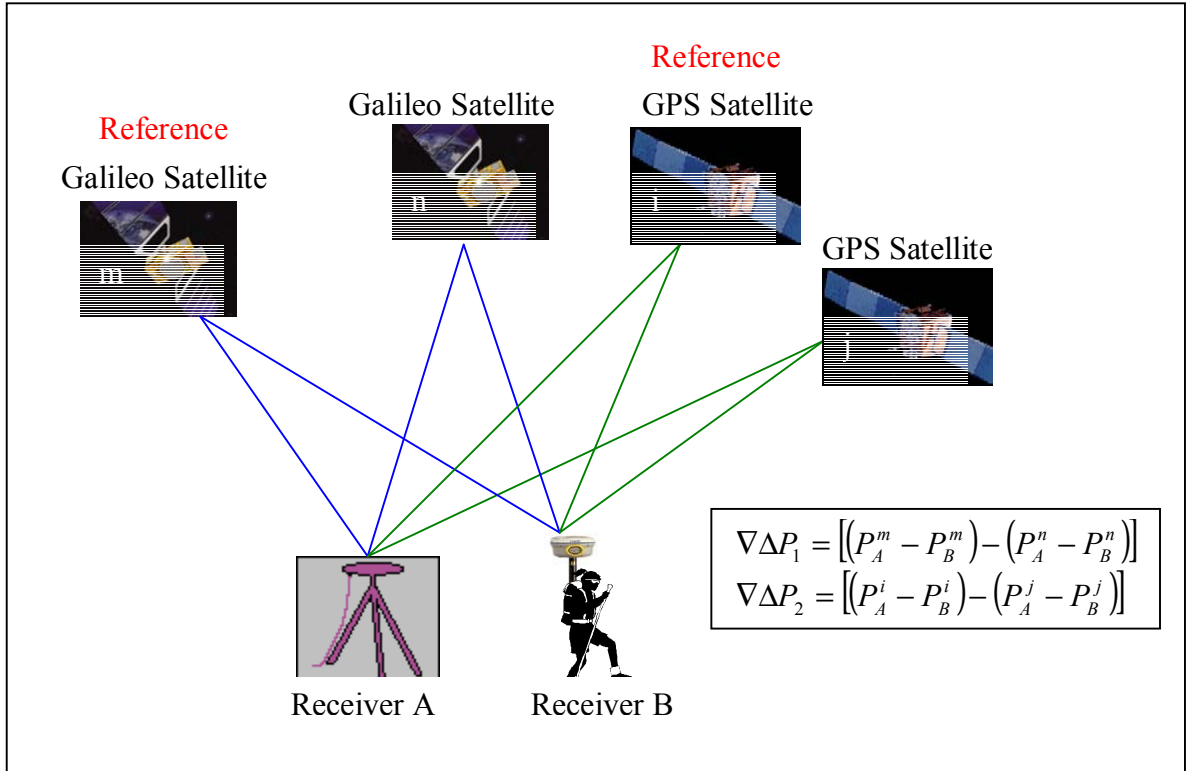 Reference
GPS Satellite
Galileo Satellite
Reference
Galileo Satellite
n
i
GPS Satellite
m
j
∇ΔP₁ = [(P_A^m − P_B^m) − (P_A^n − P_B^n)]
∇ΔP₂ = [(P_A^i − P_B^i) − (P_A^j − P_B^j)]
Receiver A
Receiver B